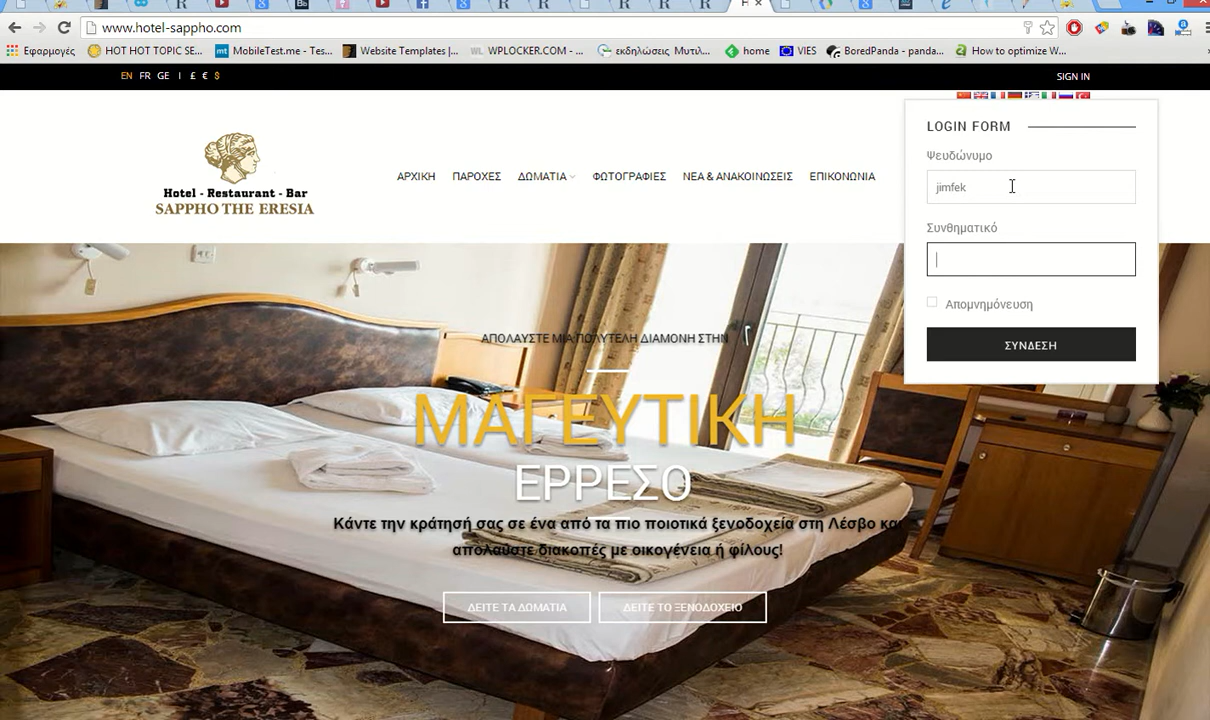 www.hotel-sappho.com
Εφαρμογές HOT HOT TOPIC SE... MobileTest.me - Tes... Website Templates |... WPLOCKER.COM - ... εκδηλώσεις Μυτιλ... home VIES BoredPanda - panda... How to optimize W...
EN FR GE | £ € $
SIGN IN
LOGIN FORM
Ψευδώνυμο
jimfek
Συνθηματικό
Απομνημόνευση
ΣΥΝΔΕΣΗ
Hotel - Restaurant - Bar
SAPPHO THE ERESIA
ΑΡΧΙΚΗ ΠΑΡΟΧΕΣ ΔΩΜΑΤΙΑ ΦΩΤΟΓΡΑΦΙΕΣ ΝΕΑ & ΑΝΑΚΟΙΝΩΣΕΙΣ ΕΠΙΚΟΝΩΝΙΑ
ΑΠΟΛΑΥΣΤΕ ΜΙΑ ΠΟΛΥΤΕΛΗ ΔΙΑΜΟΝΗ ΣΤΗΝ
ΜΑΓΕΥΤΙΚΗ
ΕΡΡΕΣΟ
Κάντε την κράτησή σας σε ένα από τα πιο ποιοτικά ξενοδοχεία στη Λέσβο και
απολαύστε διακοπές με οικογένεια ή φίλους!
ΔΕΙΤΕ ΤΑ ΔΩΜΑΤΙΑ ΔΕΙΤΕ ΤΟ ΞΕΝΟΔΟΧΕΙΟ